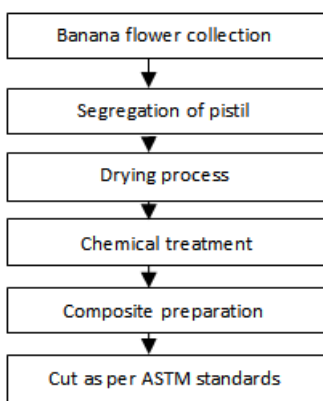 Banana flower collection
Segregation of pistil
Drying process
Chemical treatment
Composite preparation
Cut as per ASTM standards